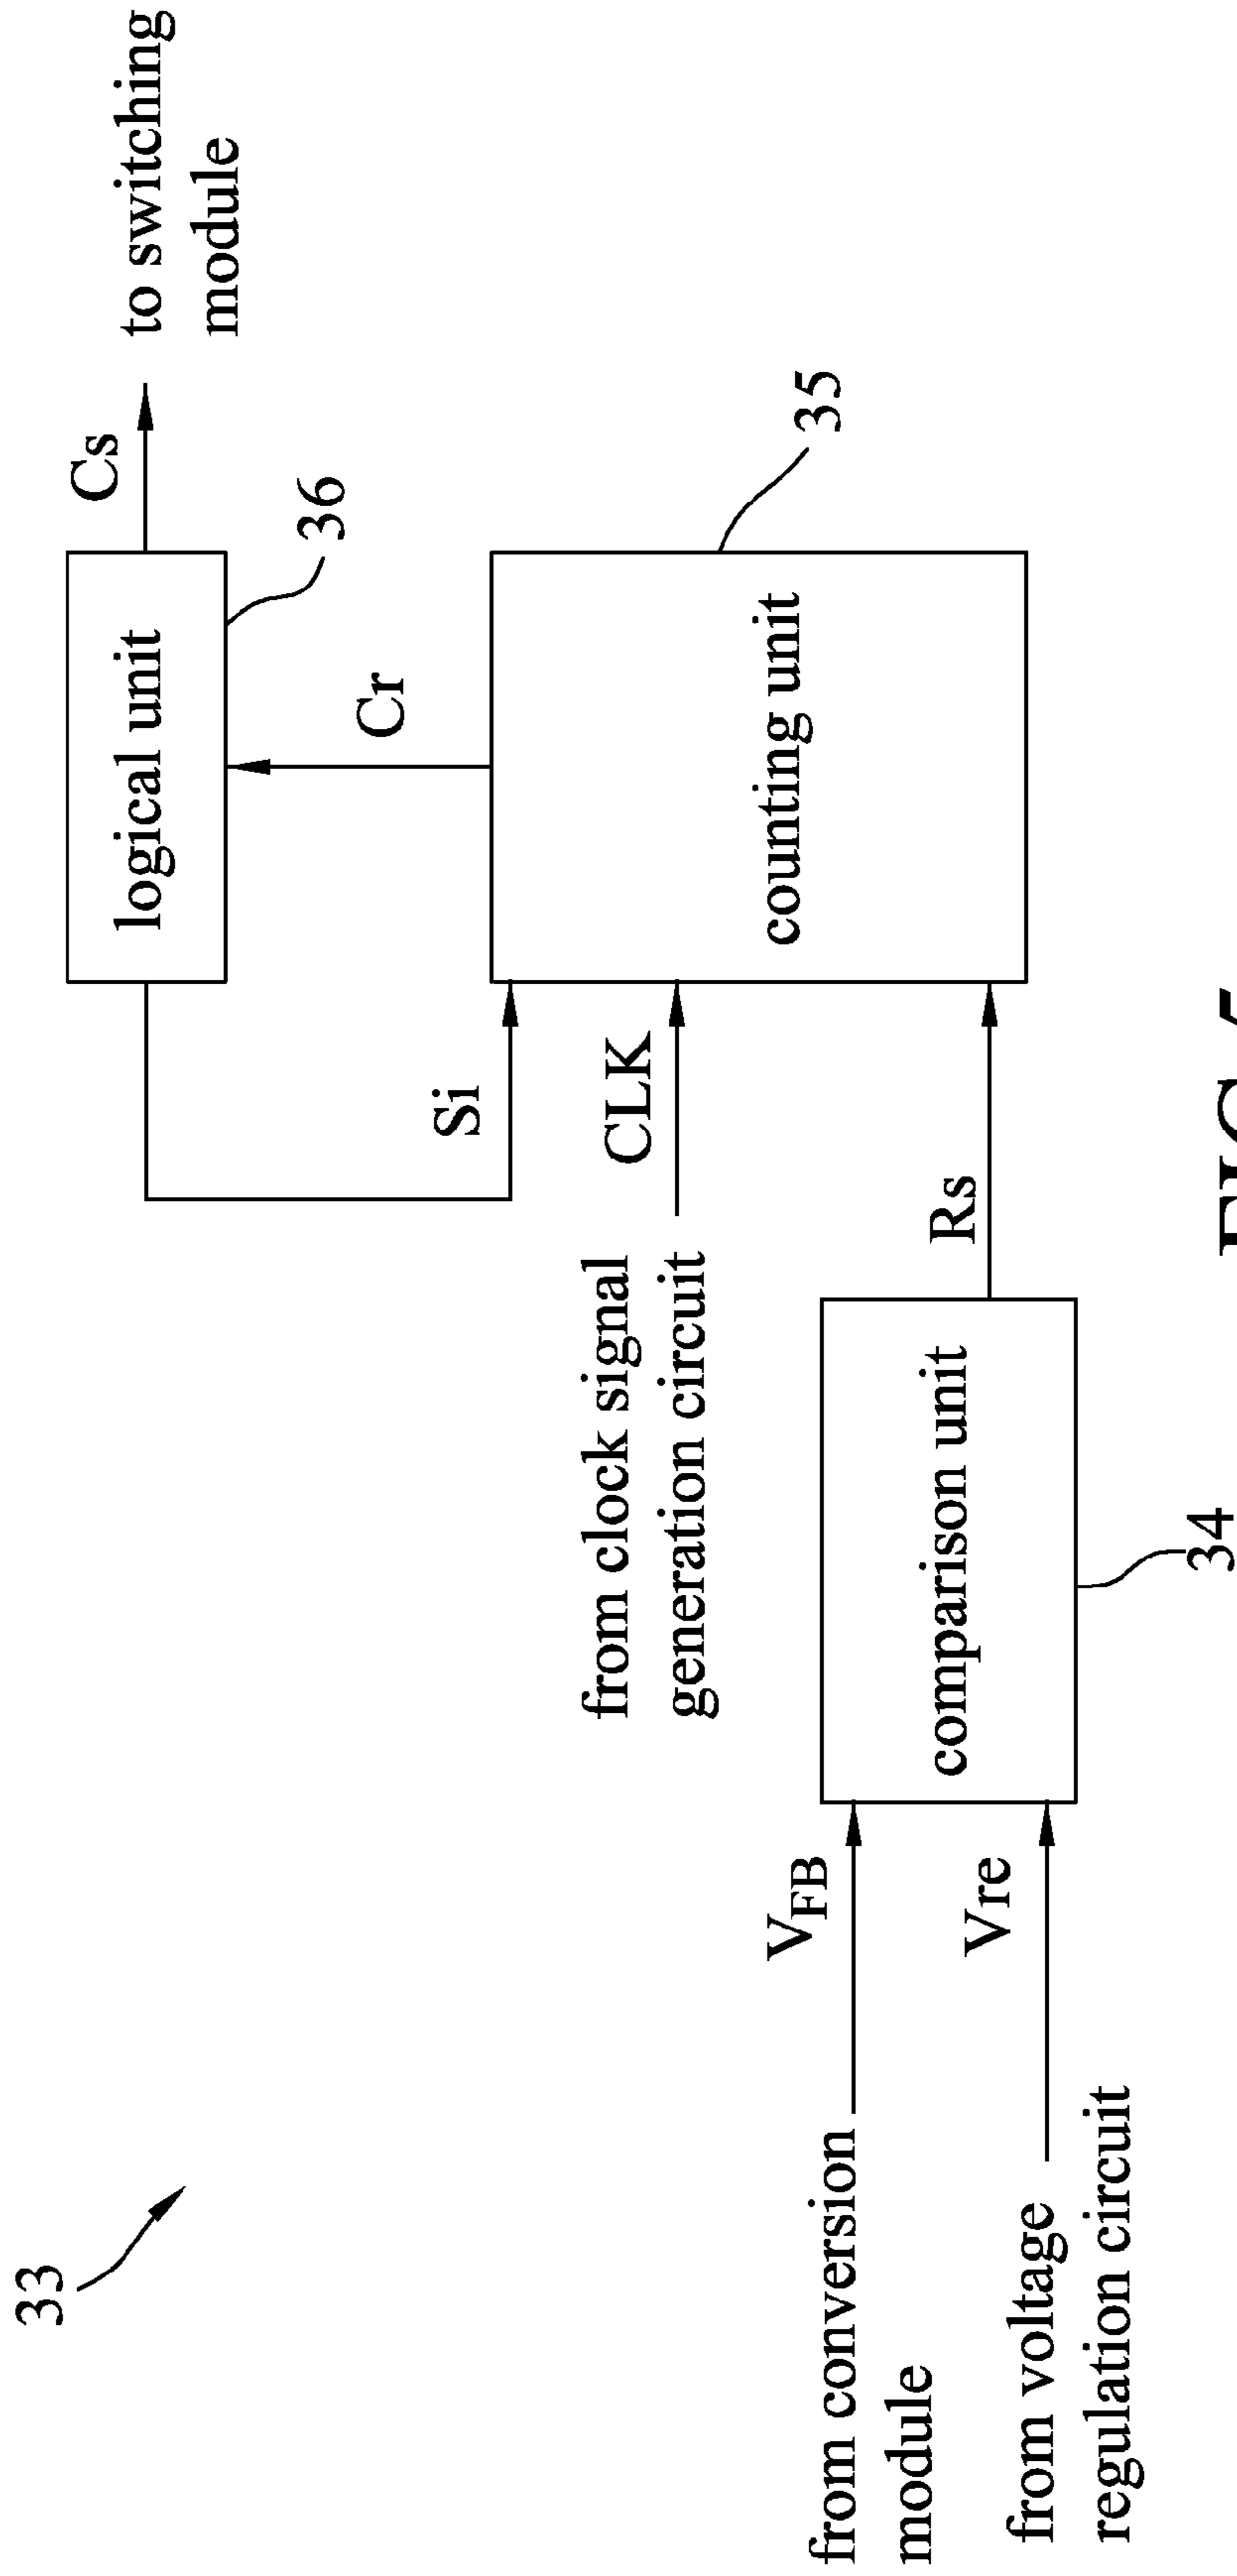 33
Cs
to switching
module
logical unit
36
Si
Cr
from clock signal
generation circuit
CLK
counting unit
35
from conversion
module
VFB
from voltage
regulation circuit
Vre
comparison unit
34
Rs